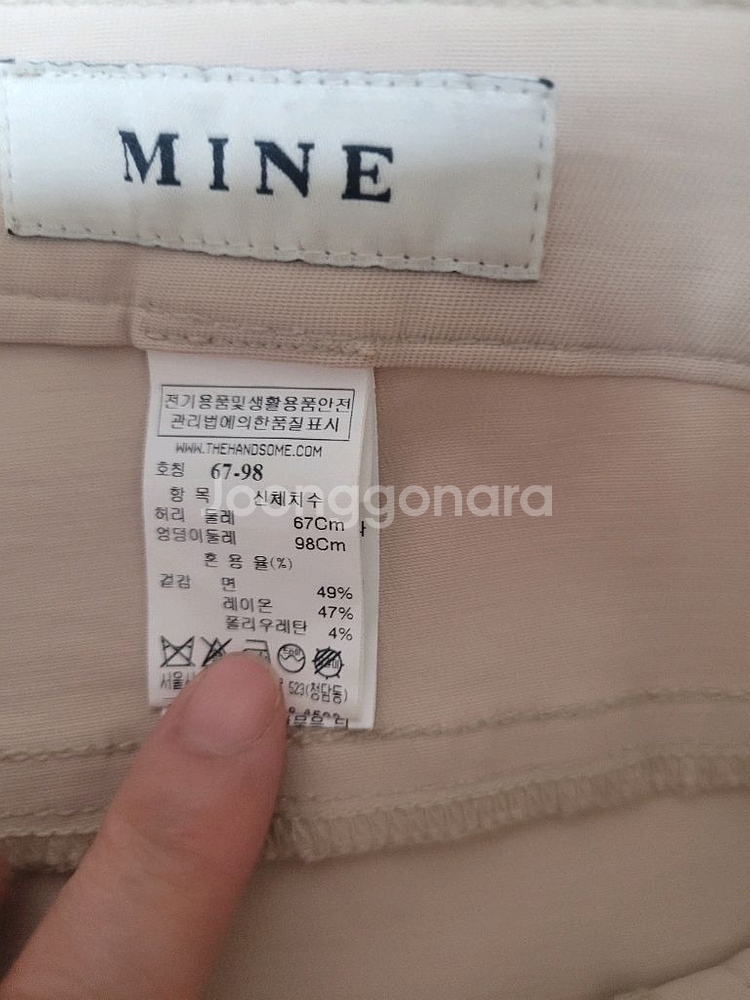 MINE
전기용품및생활용품안전
관리법에의한품질표시
WWW.THEHANDSOME.COM
호칭 67-98
항 목 신체치수
허리 둘레 67Cm
엉덩이둘레 98Cm
혼 용 율(%)
겉감 면 49%
레이온 47%
폴리우레탄 4%
523(청담동)
Joonggonara